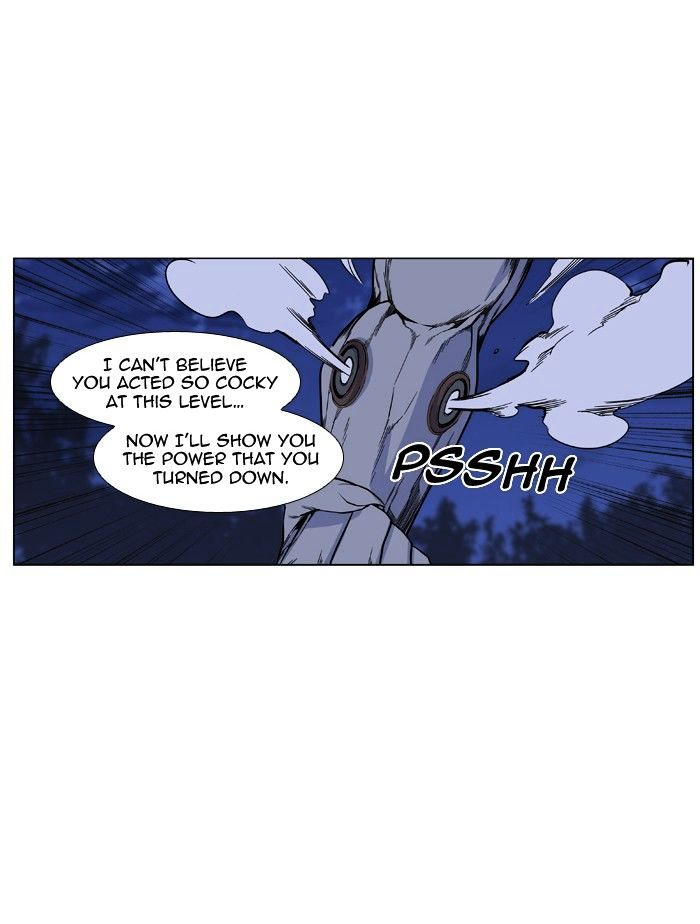 I CAN'T BELIEVE
YOU ACTED SO COCKY
AT THIS LEVEL...
NOW I'LL SHOW YOU
THE POWER THAT YOU
TURNED DOWN.
PSSHH